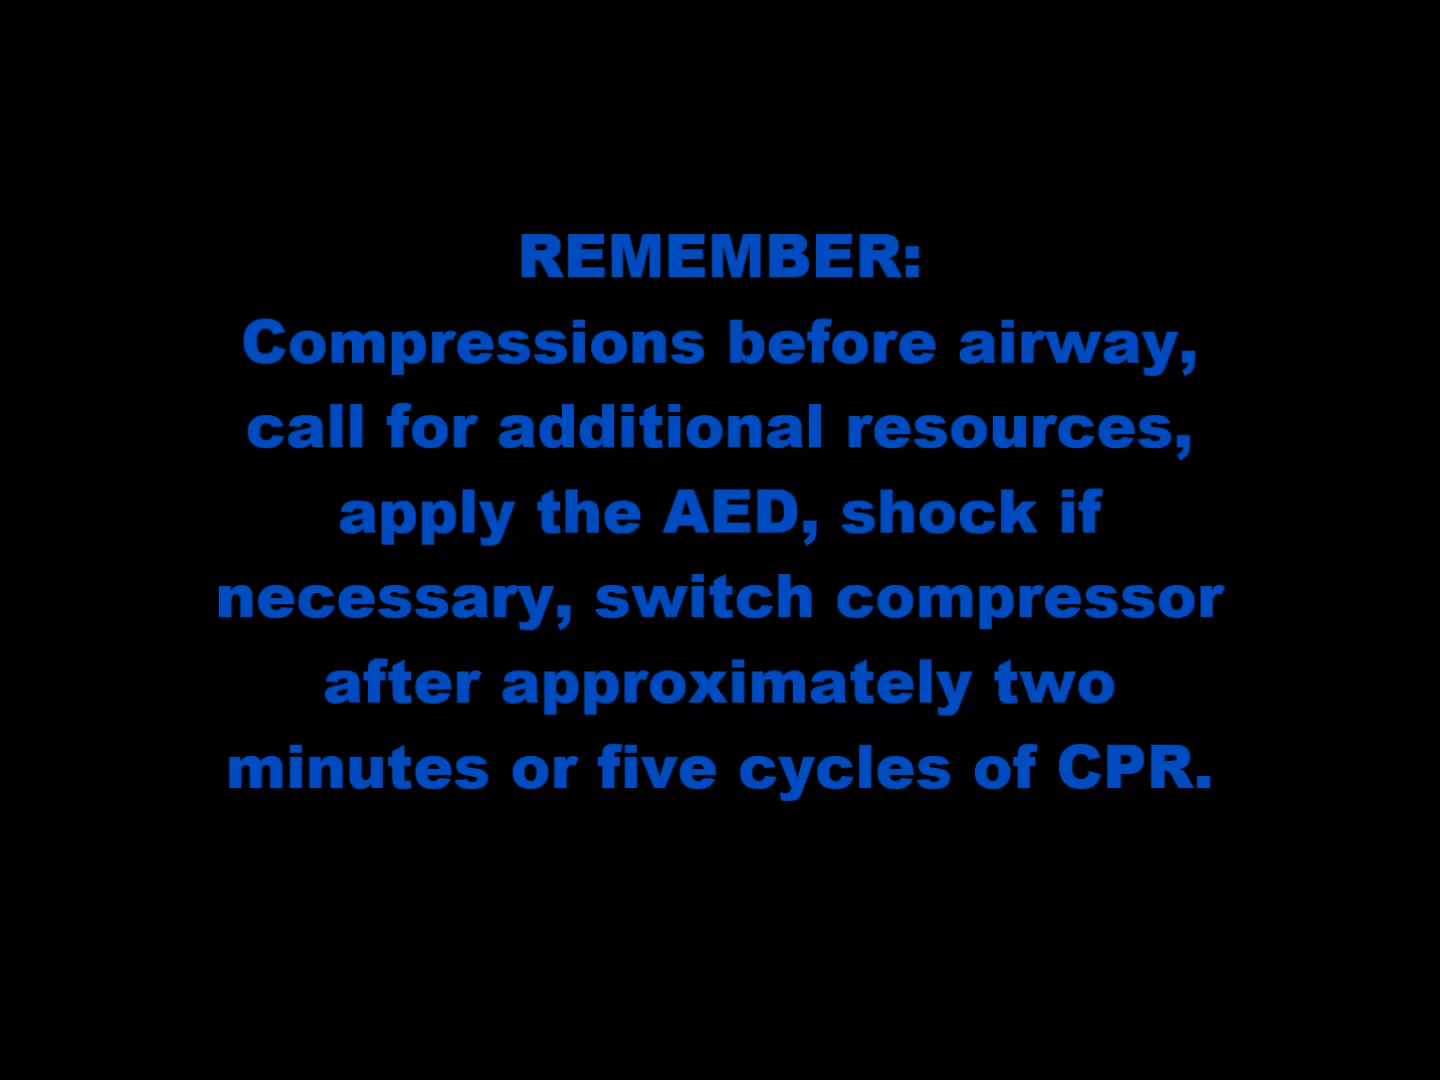 REMEMBER:
Compressions before airway,
call for additional resources,
apply the AED, shock if
necessary, switch compressor
after approximately two
minutes or five cycles of CPR.